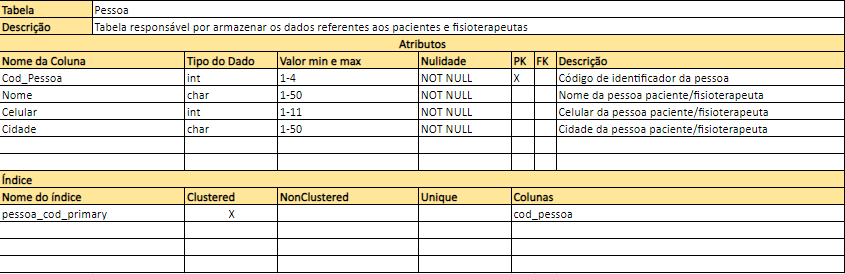 Tabela Pessoa
Descrição Tabela responsável por armazenar os dados referentes aos pacientes e fisioterapeutas
Atributos
Nome da Coluna Tipo do Dado Valor min e max Nulidade PK FK Descrição
Cod_Pessoa int 1-4 NOT NULL X Código de identificador da pessoa
Nome char 1-50 NOT NULL Nome da pessoa paciente/fisioterapeuta
Celular int 1-11 NOT NULL Celular da pessoa paciente/fisioterapeuta
Cidade char 1-50 NOT NULL Cidade da pessoa paciente/fisioterapeuta
Índice
Nome do índice Clustered NonClustered Unique Colunas
pessoa_cod_primary X cod_pessoa